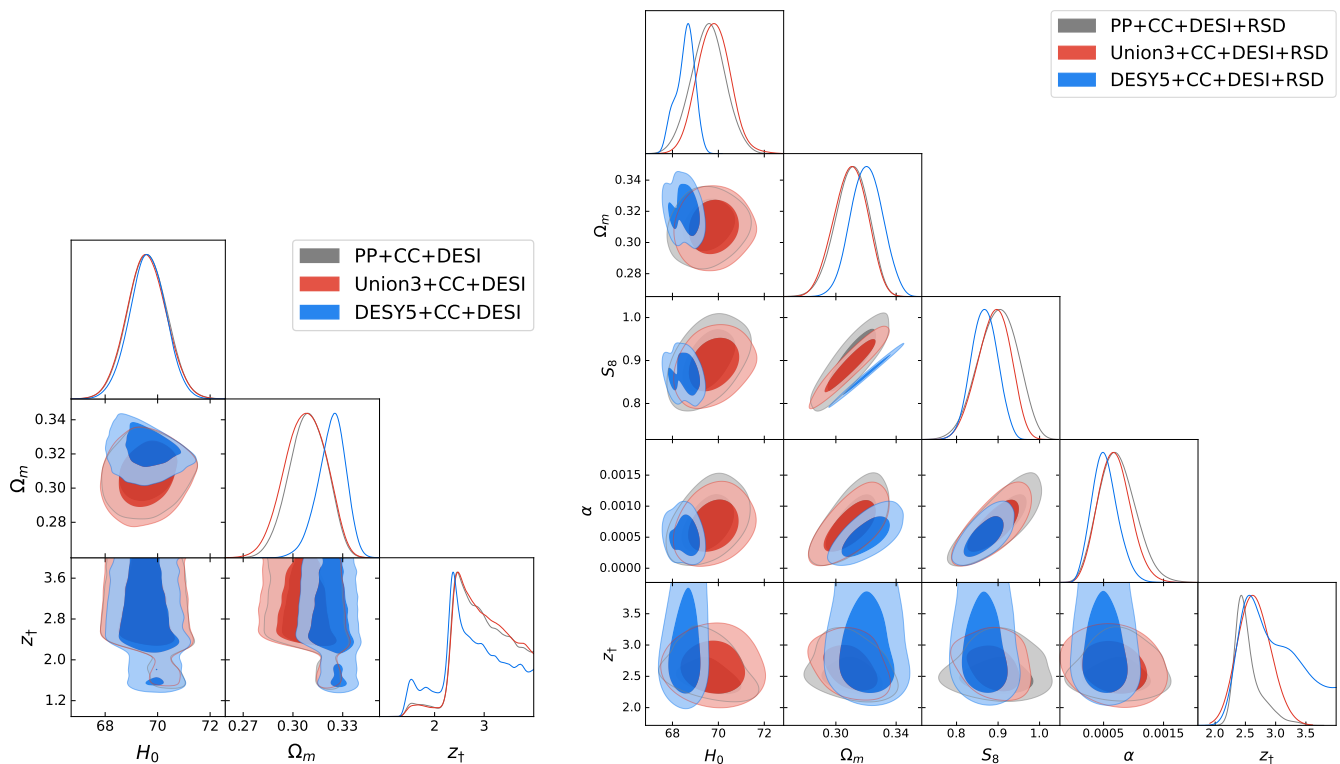 PP+CC+DESI
Union3+CC+DESI
DESY5+CC+DESI
0.34
0.32
0.30
0.28
Ωm
3.6
2.8
2.0
1.2
z†
68 70 72
0.27 0.30 0.33
2 3
H0
Ωm
z†
PP+CC+DESI+RSD
Union3+CC+DESI+RSD
DESY5+CC+DESI+RSD
0.34
0.32
0.30
0.28
Ωm
1.0
0.9
0.8
S8
0.0015
0.0010
0.0005
0.0000
α
3.5
3.0
2.5
2.0
z†
68 70 72
0.30 0.34
0.8 0.9 1.0
0.0005 0.0015
2.0 2.5 3.0 3.5
H0
Ωm
S8
α
z†